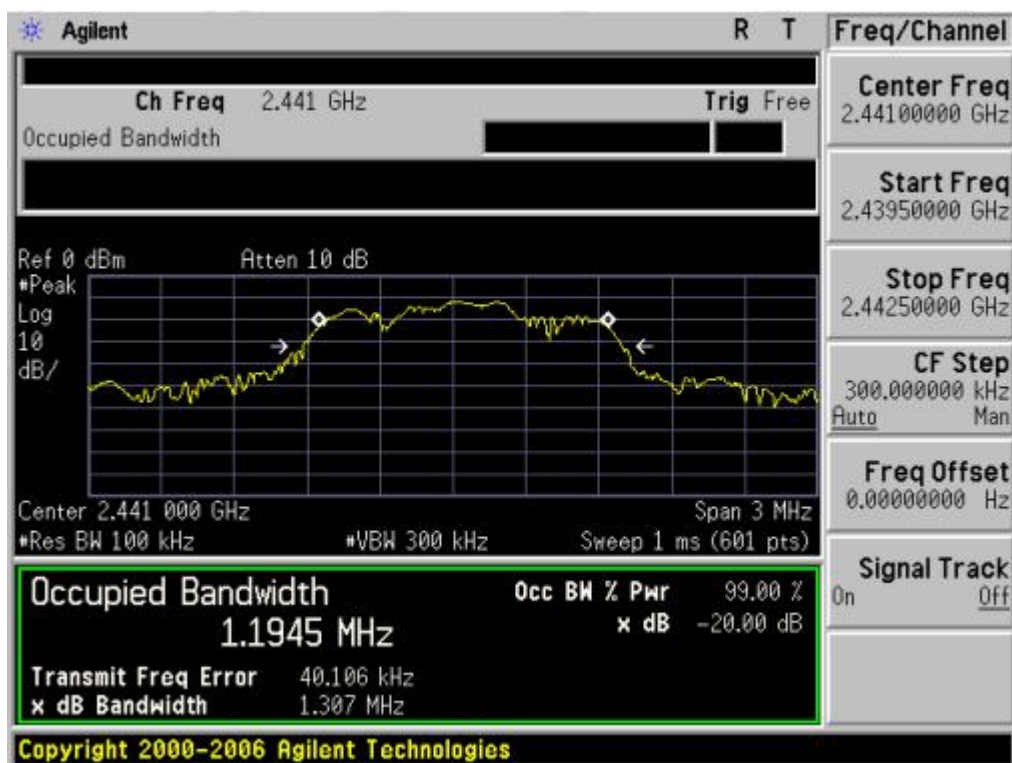 Agilent R T
Freq/Channel
Ch Freq 2.441 GHz Trig Free
Occupied Bandwidth
Center Freq
2.44100000 GHz
Start Freq
2.43950000 GHz
Stop Freq
2.44250000 GHz
CF Step
300.000000 kHz
Auto Man
Freq Offset
0.00000000 Hz
Signal Track
On Off
Ref 0 dBm Atten 10 dB
#Peak
Log
10
dB/
Center 2.441 000 GHz Span 3 MHz
#Res BW 100 kHz #VBW 300 kHz Sweep 1 ms (601 pts)
Occupied Bandwidth
1.1945 MHz
Occ BW % Pwr 99.00 %
x dB -20.00 dB
Transmit Freq Error 40.106 kHz
x dB Bandwidth 1.307 MHz
Copyright 2000-2006 Agilent Technologies